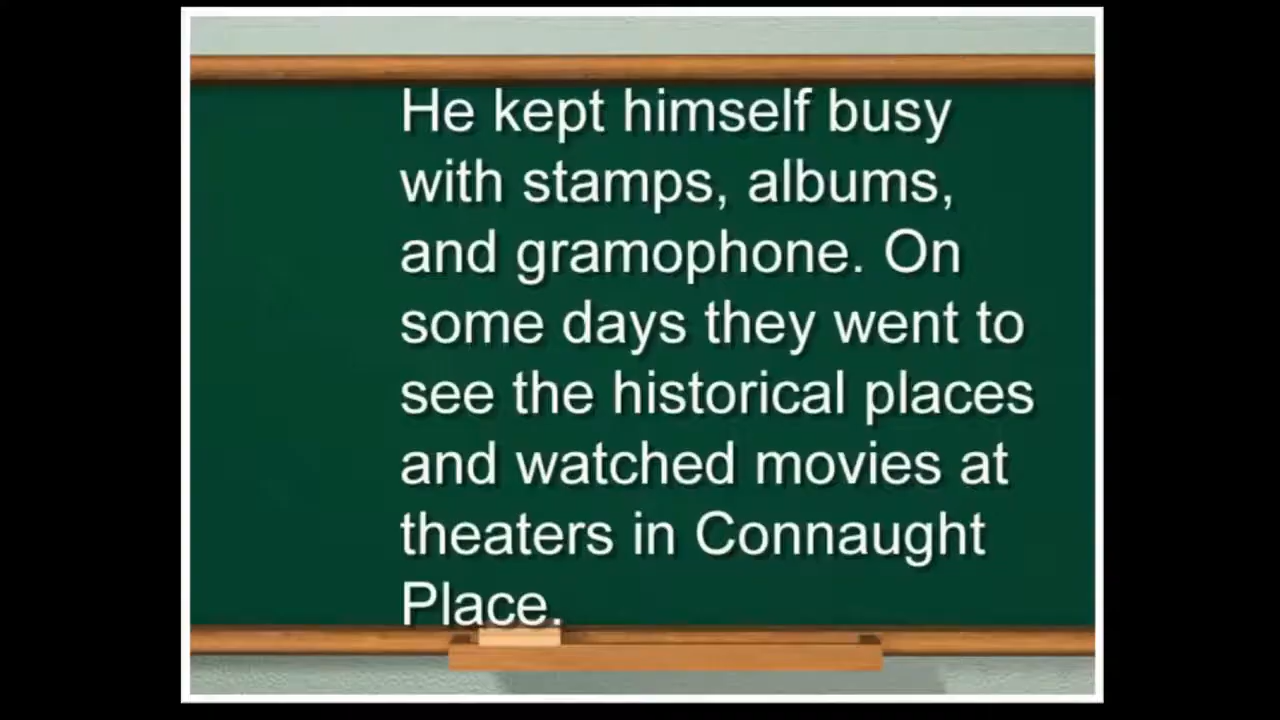 He kept himself busy
with stamps, albums,
and gramophone. On
some days they went to
see the historical places
and watched movies at
theaters in Connaught
Place.